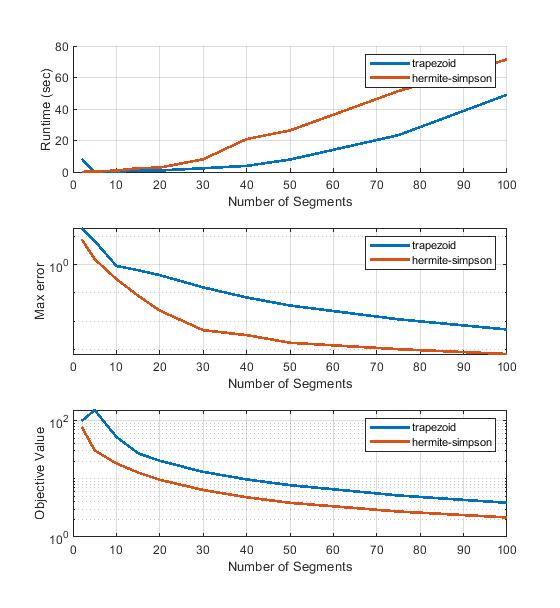 80
60
40
20
0
Runtime (sec)
trapezoid
hermite-simpson
0 10 20 30 40 50 60 70 80 90 100
Number of Segments
10^0
Max error
trapezoid
hermite-simpson
0 10 20 30 40 50 60 70 80 90 100
Number of Segments
10^2
10^0
Objective Value
trapezoid
hermite-simpson
0 10 20 30 40 50 60 70 80 90 100
Number of Segments